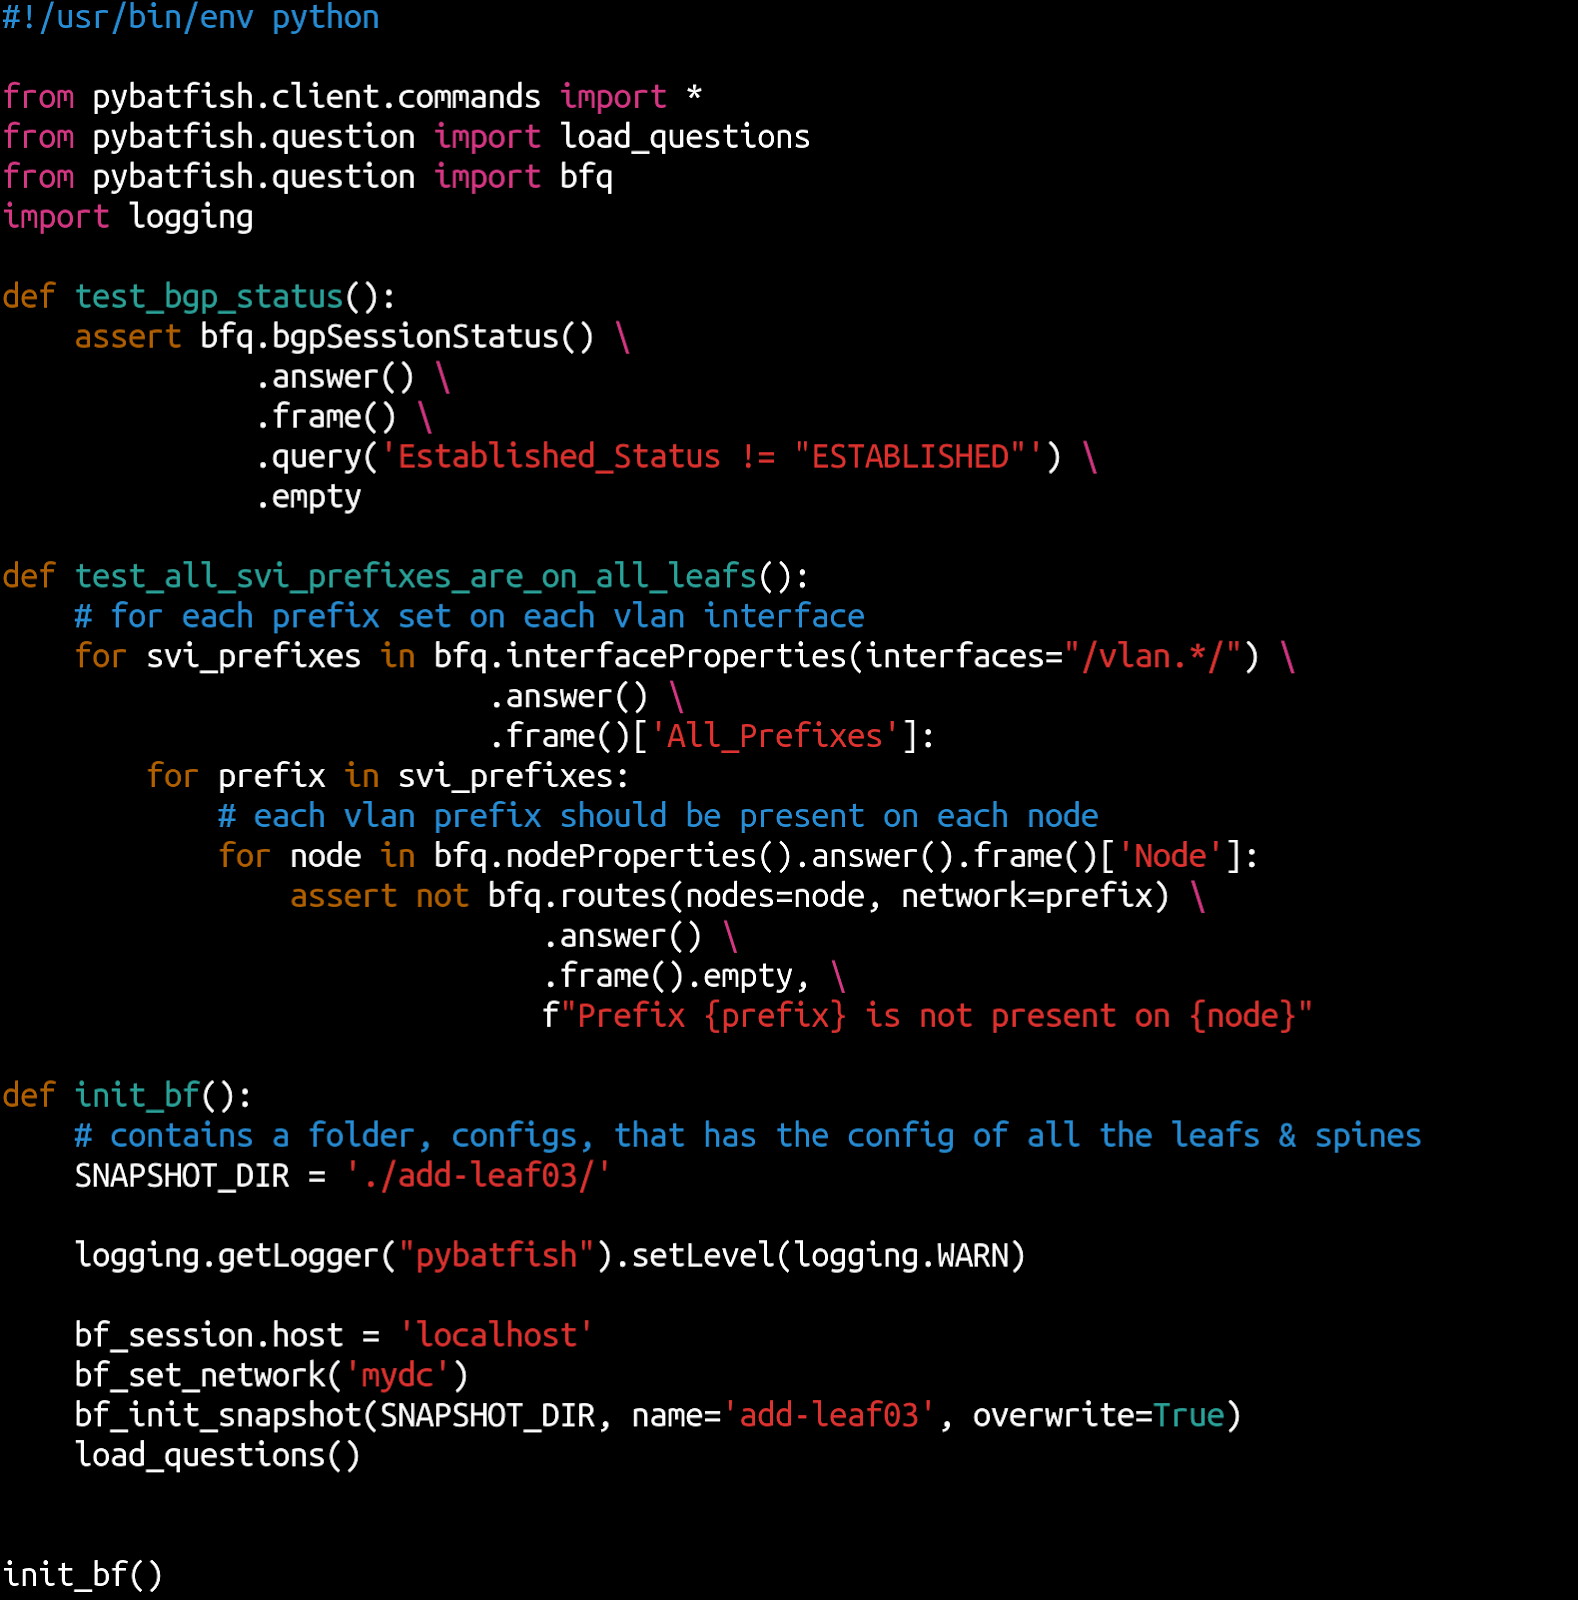 #!/usr/bin/env python

from pybatfish.client.commands import *
from pybatfish.question import load_questions
from pybatfish.question import bfq
import logging

def test_bgp_status():
    assert bfq.bgpSessionStatus() \
              .answer() \
              .frame() \
              .query('Established_Status != "ESTABLISHED"') \
              .empty

def test_all_svi_prefixes_are_on_all_leafs():
    # for each prefix set on each vlan interface
    for svi_prefixes in bfq.interfaceProperties(interfaces="/vlan.*/") \
                           .answer() \
                           .frame()['All_Prefixes']:
        for prefix in svi_prefixes:
            # each vlan prefix should be present on each node
            for node in bfq.nodeProperties().answer().frame()['Node']:
                assert not bfq.routes(nodes=node, network=prefix) \
                              .answer() \
                              .frame().empty, \
                              f"Prefix {prefix} is not present on {node}"

def init_bf():
    # contains a folder, configs, that has the config of all the leafs & spines
    SNAPSHOT_DIR = './add-leaf03/'

    logging.getLogger("pybatfish").setLevel(logging.WARN)

    bf_session.host = 'localhost'
    bf_set_network('mydc')
    bf_init_snapshot(SNAPSHOT_DIR, name='add-leaf03', overwrite=True)
    load_questions()


init_bf()